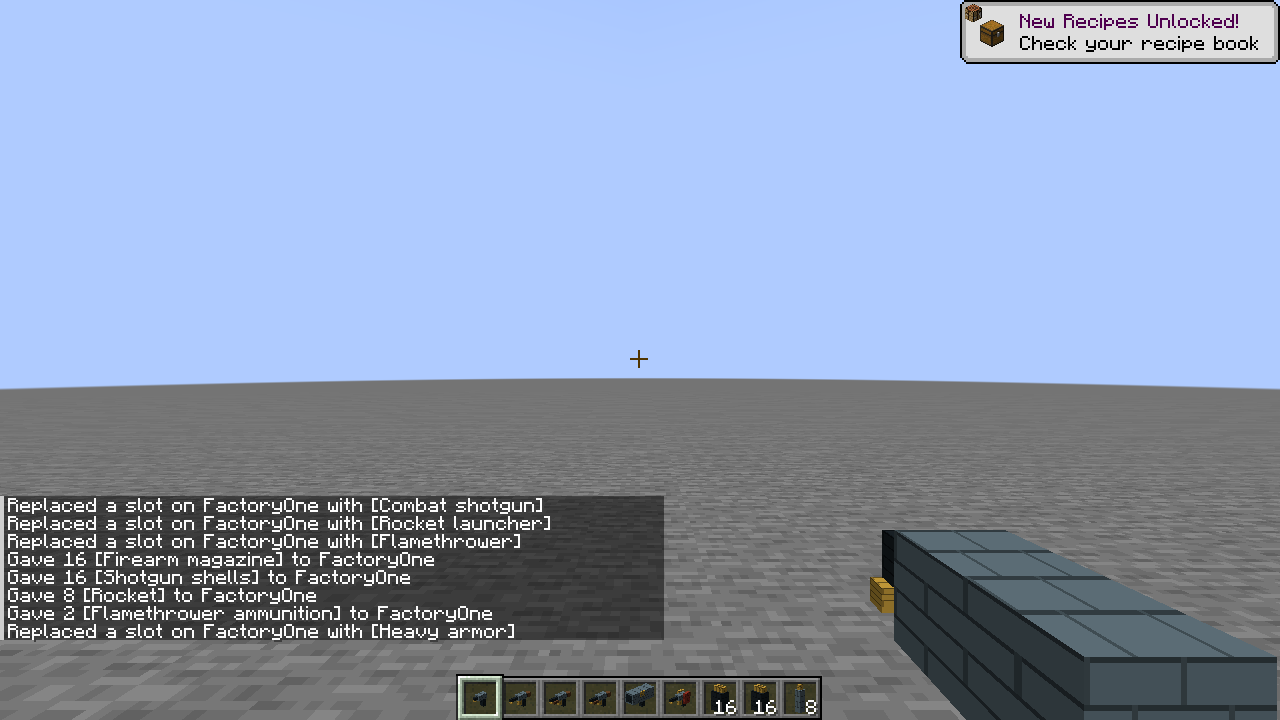 New Recipes Unlocked!
Check your recipe book
Replaced a slot on FactoryOne with [Combat shotgun]
Replaced a slot on FactoryOne with [Rocket launcher]
Replaced a slot on FactoryOne with [Flamethrower]
Gave 16 [Firearm magazine] to FactoryOne
Gave 16 [Shotgun shells] to FactoryOne
Gave 8 [Rocket] to FactoryOne
Gave 2 [Flamethrower ammunition] to FactoryOne
Replaced a slot on FactoryOne with [Heavy armor]
16 16 8